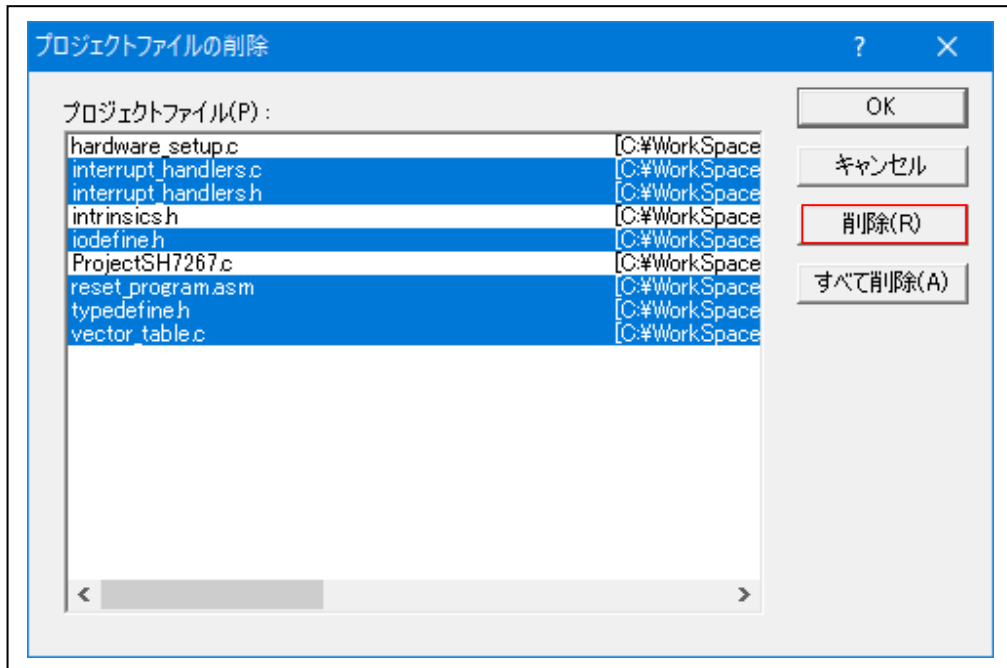 プロジェクトファイルの削除 ? ×
プロジェクトファイル(P) :
hardware_setup.c [C:¥WorkSpace
interrupt_handlers.c [C:¥WorkSpace
interrupt_handlers.h [C:¥WorkSpace
intrinsics.h [C:¥WorkSpace
iodefine.h [C:¥WorkSpace
ProjectSH7267.c [C:¥WorkSpace
reset_program.asm [C:¥WorkSpace
typedefine.h [C:¥WorkSpace
vector_table.c [C:¥WorkSpace
OK
キャンセル
削除(R)
すべて削除(A)